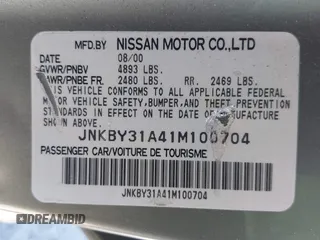 MFD.BY NISSAN MOTOR CO.,LTD
DATE 08/00
GVWR/PNBV 4893 LBS.
GAWR/PNBE FR. 2480 LBS. RR. 2469 LBS.
THIS VEHICLE CONFORMS TO ALL APPLICABLE FEDERAL
MOTOR VEHICLE SAFETY,BUMPER,AND THEFT PREVENTION
STANDARDS IN EFFECT ON THE DATE OF
MANUFACTURE SHOWN ABOVE.
JNKBY31A41M100704
PASSENGER CAR/VOITURE DE TOURISME
JNKBY31A41M100704
DREAMBID